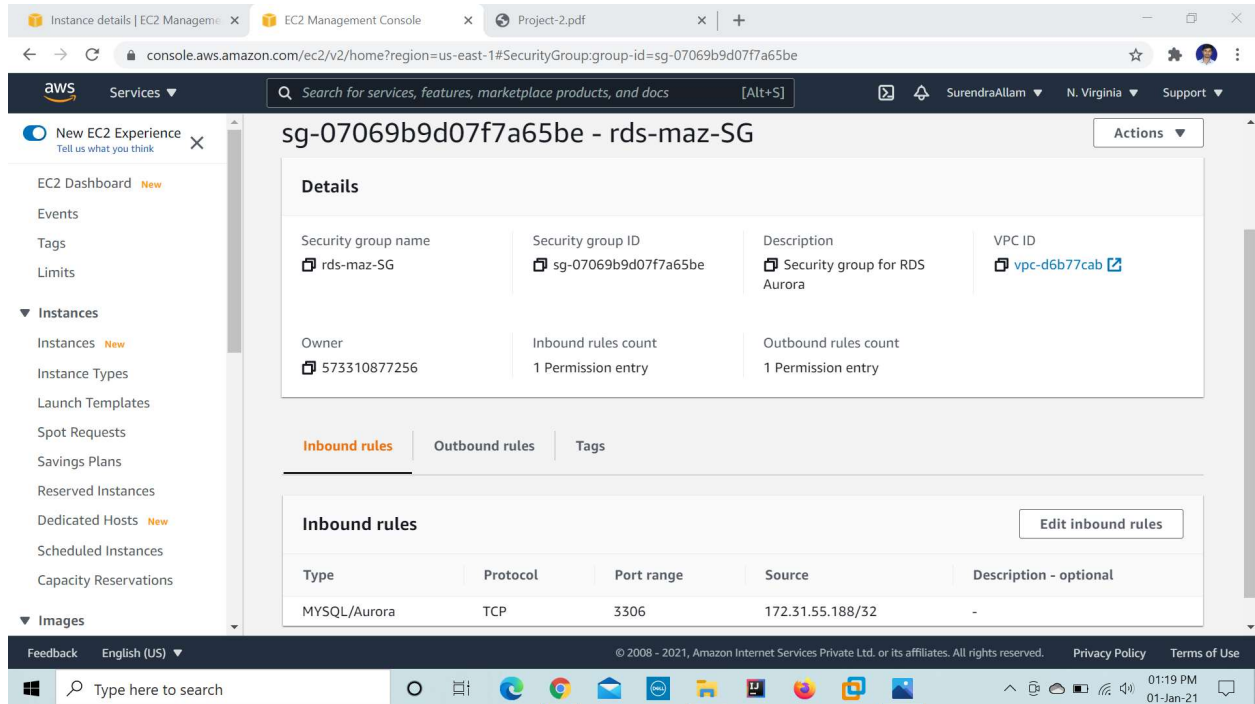 Instance details | EC2 Manageme
EC2 Management Console
Project-2.pdf
console.aws.amazon.com/ec2/v2/home?region=us-east-1#SecurityGroup:group-id=sg-07069b9d07f7a65be
aws Services ▼ Search for services, features, marketplace products, and docs [Alt+S] SurendraAllam ▼ N. Virginia ▼ Support ▼
New EC2 Experience
Tell us what you think
EC2 Dashboard New
Events
Tags
Limits
▼ Instances
Instances New
Instance Types
Launch Templates
Spot Requests
Savings Plans
Reserved Instances
Dedicated Hosts New
Scheduled Instances
Capacity Reservations
▼ Images
sg-07069b9d07f7a65be - rds-maz-SG
Actions ▼
Details
Security group name Security group ID Description VPC ID
rds-maz-SG sg-07069b9d07f7a65be Security group for RDS vpc-d6b77cab
Aurora
Owner Inbound rules count Outbound rules count
573310877256 1 Permission entry 1 Permission entry
Inbound rules Outbound rules Tags
Inbound rules Edit inbound rules
Type Protocol Port range Source Description - optional
MYSQL/Aurora TCP 3306 172.31.55.188/32 -
Feedback English (US) ▼ © 2008 - 2021, Amazon Internet Services Private Ltd. or its affiliates. All rights reserved. Privacy Policy Terms of Use
Type here to search DELL 01:19 PM
01-Jan-21